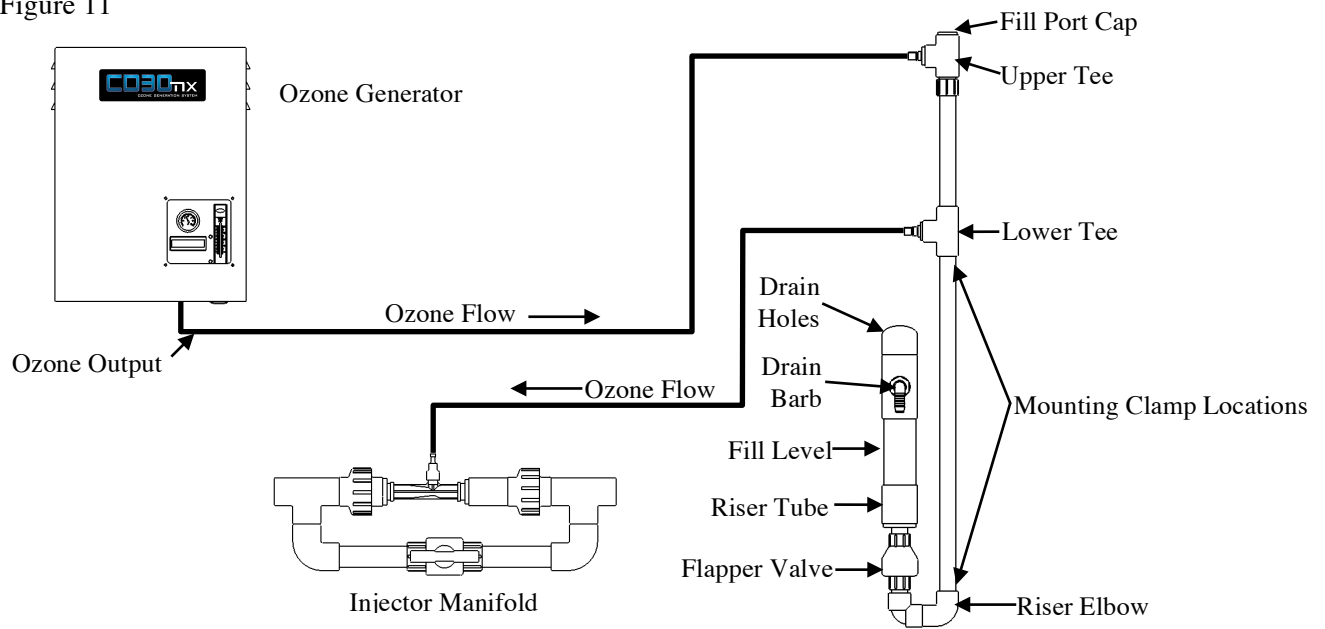 Figure 11
Fill Port Cap
Upper Tee
CD30nx
OZONE GENERATION SYSTEM
Ozone Generator
Lower Tee
Drain
Holes
Ozone Flow
Ozone Output
Drain
Barb
Ozone Flow
Mounting Clamp Locations
Fill Level
Riser Tube
Flapper Valve
Injector Manifold
Riser Elbow